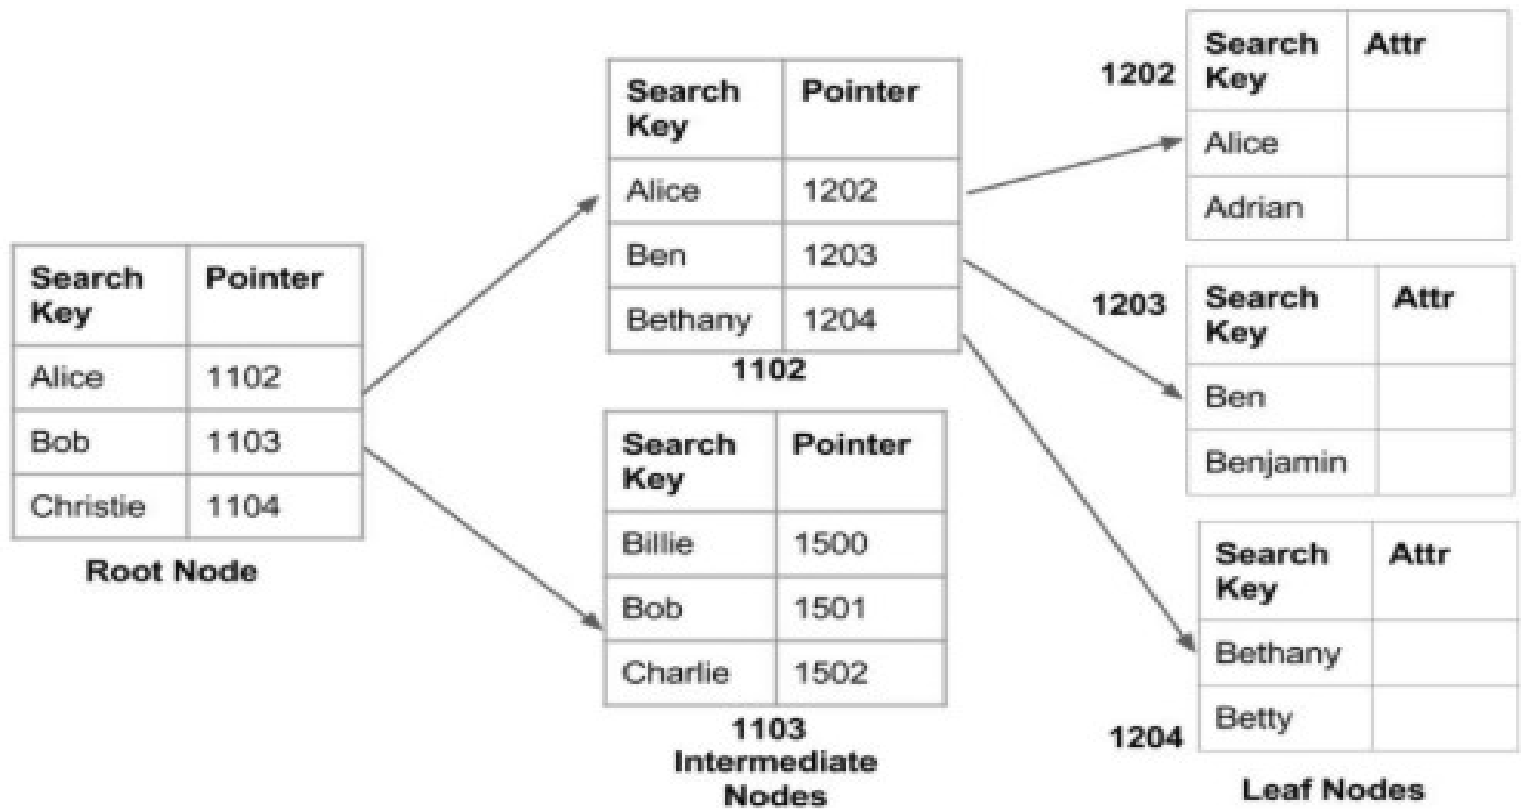 Search Key Pointer
Alice 1102
Bob 1103
Christie 1104
Root Node
Search Key Pointer
Alice 1202
Ben 1203
Bethany 1204
1102
Search Key Pointer
Billie 1500
Bob 1501
Charlie 1502
1103
Intermediate
Nodes
1202
Search Key Attr
Alice
Adrian
1203
Search Key Attr
Ben
Benjamin
1204
Search Key Attr
Bethany
Betty
Leaf Nodes